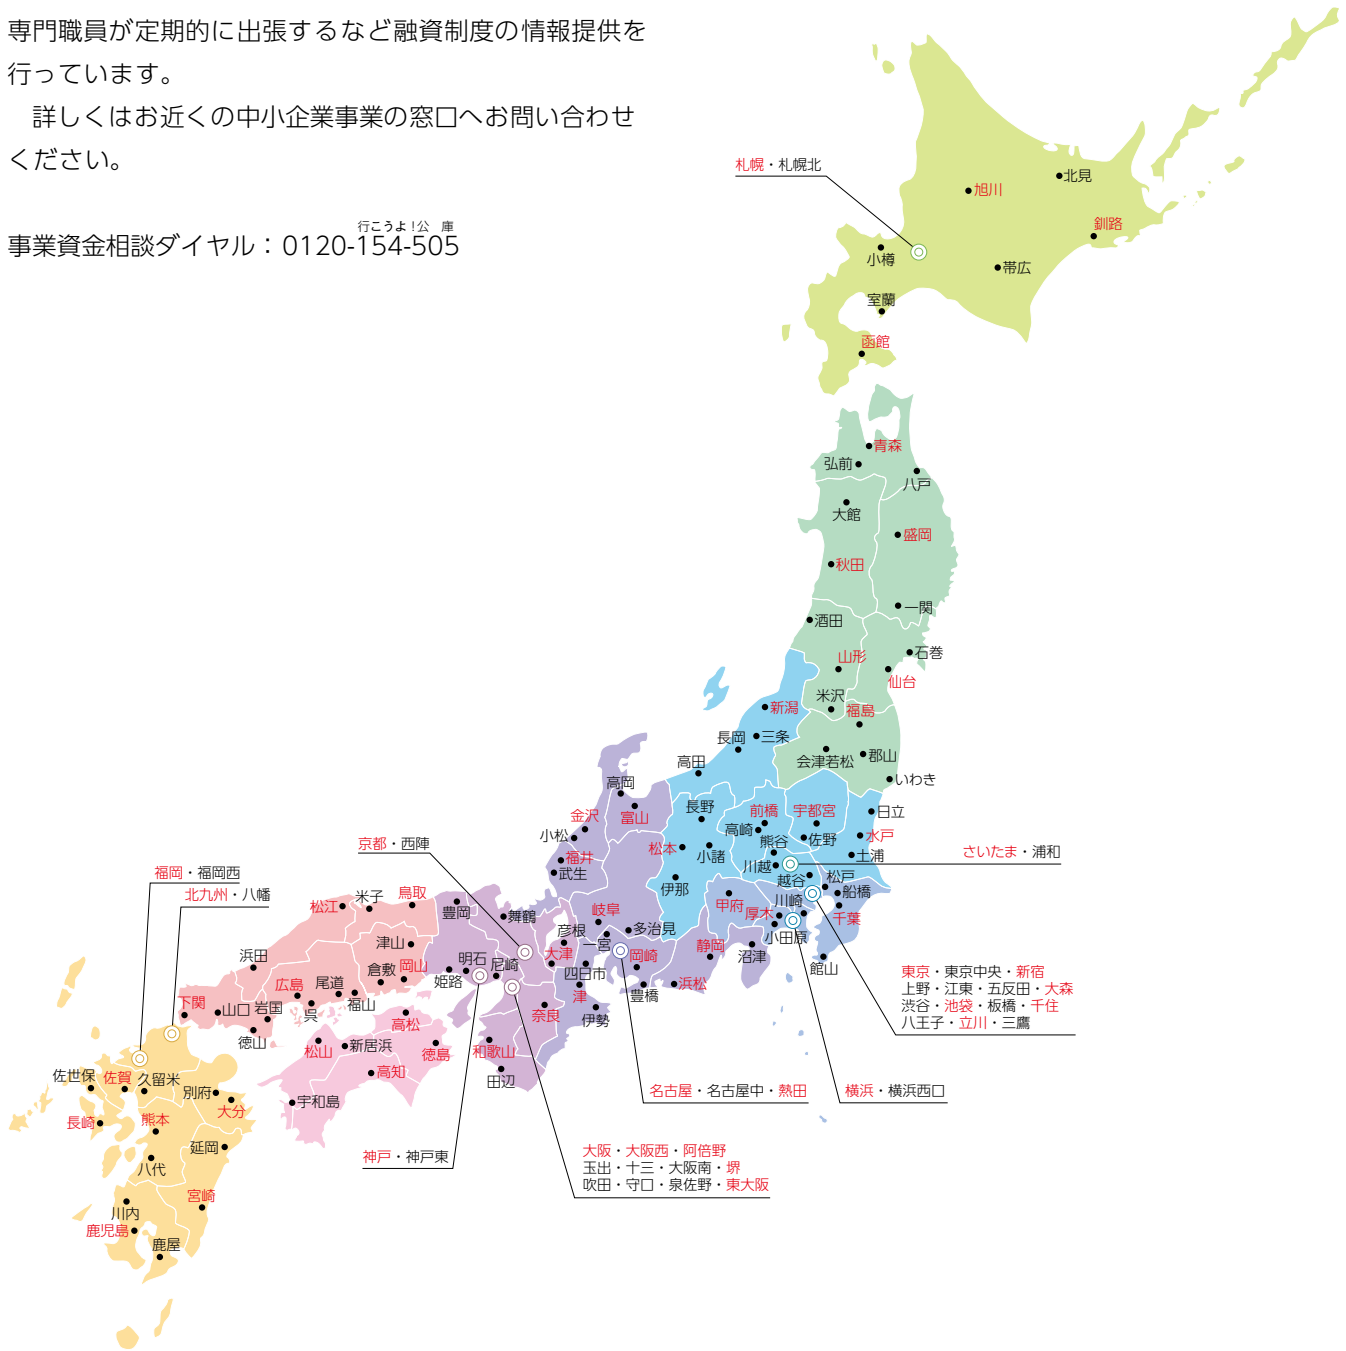 専門職員が定期的に出張するなど融資制度の情報提供を
行っています。
　詳しくはお近くの中小企業事業の窓口へお問い合わせ
ください。
行こうよ！公 庫
事業資金相談ダイヤル：0120-154-505
札幌・札幌北
北見
旭川
釧路
小樽
帯広
室蘭
函館
青森
弘前
八戸
大館
盛岡
秋田
一関
酒田
石巻
山形
仙台
米沢
福島
新潟
三条
長岡
会津若松
郡山
高田
いわき
高岡
長野
前橋
宇都宮
日立
金沢
富山
高崎
水戸
小松
佐野
熊谷
京都・西陣
松本
小諸
土浦
さいたま・浦和
福井
武生
川越
福岡・福岡西
越谷
松戸
伊那
船橋
北九州・八幡
米子
鳥取
松江
豊岡
甲府
川崎
千葉
舞鶴
岐阜
厚木
多治見
彦根
小田原
津山
一宮
静岡
大津
浜田
明石
尼崎
岡崎
沼津
館山
倉敷
岡山
四日市
姫路
広島
尾道
東京・東京中央・新宿
上野・江東・五反田・大森
渋谷・池袋・板橋・千住
八王子・立川・三鷹
津
豊橋
浜松
下関
山口
岩国
呉
福山
奈良
伊勢
高松
徳山
松山
新居浜
徳島
和歌山
高知
田辺
佐世保
佐賀
久留米
別府
大分
宇和島
名古屋・名古屋中・熱田
横浜・横浜西口
長崎
熊本
延岡
神戸・神戸東
大阪・大阪西・阿倍野
玉出・十三・大阪南・堺
吹田・守口・泉佐野・東大阪
八代
宮崎
川内
鹿児島
鹿屋